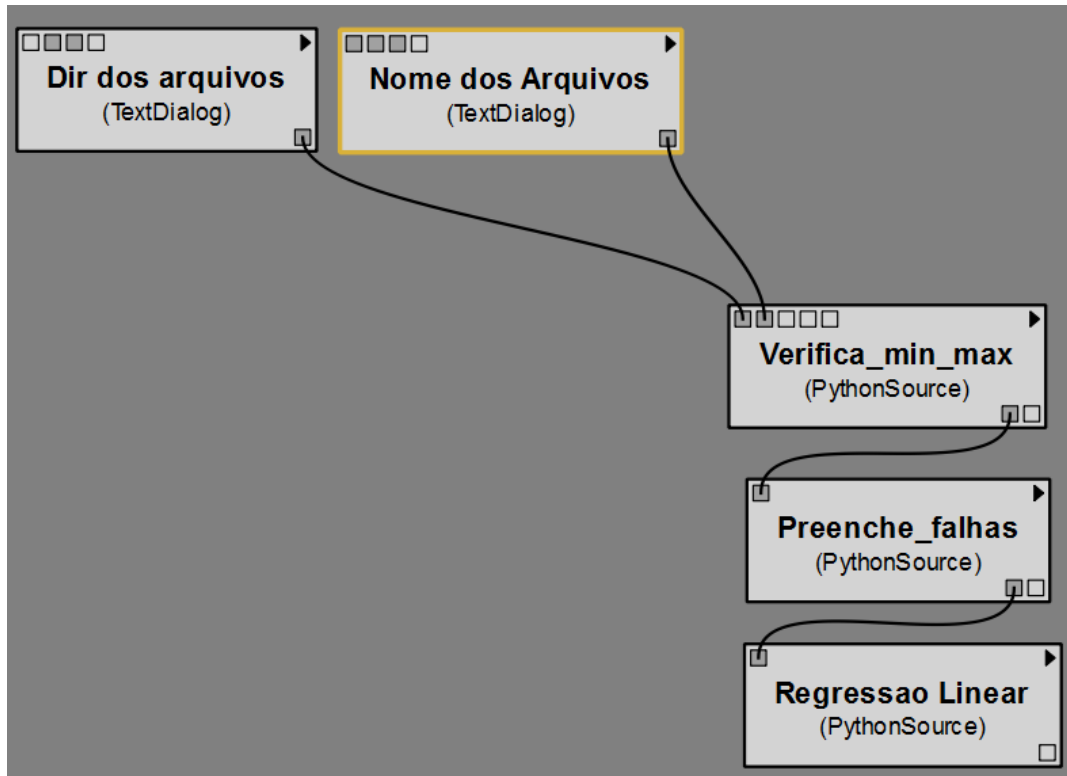 Dir dos arquivos
(TextDialog)
Nome dos Arquivos
(TextDialog)
Verifica_min_max
(PythonSource)
Preenche_falhas
(PythonSource)
Regressao Linear
(PythonSource)